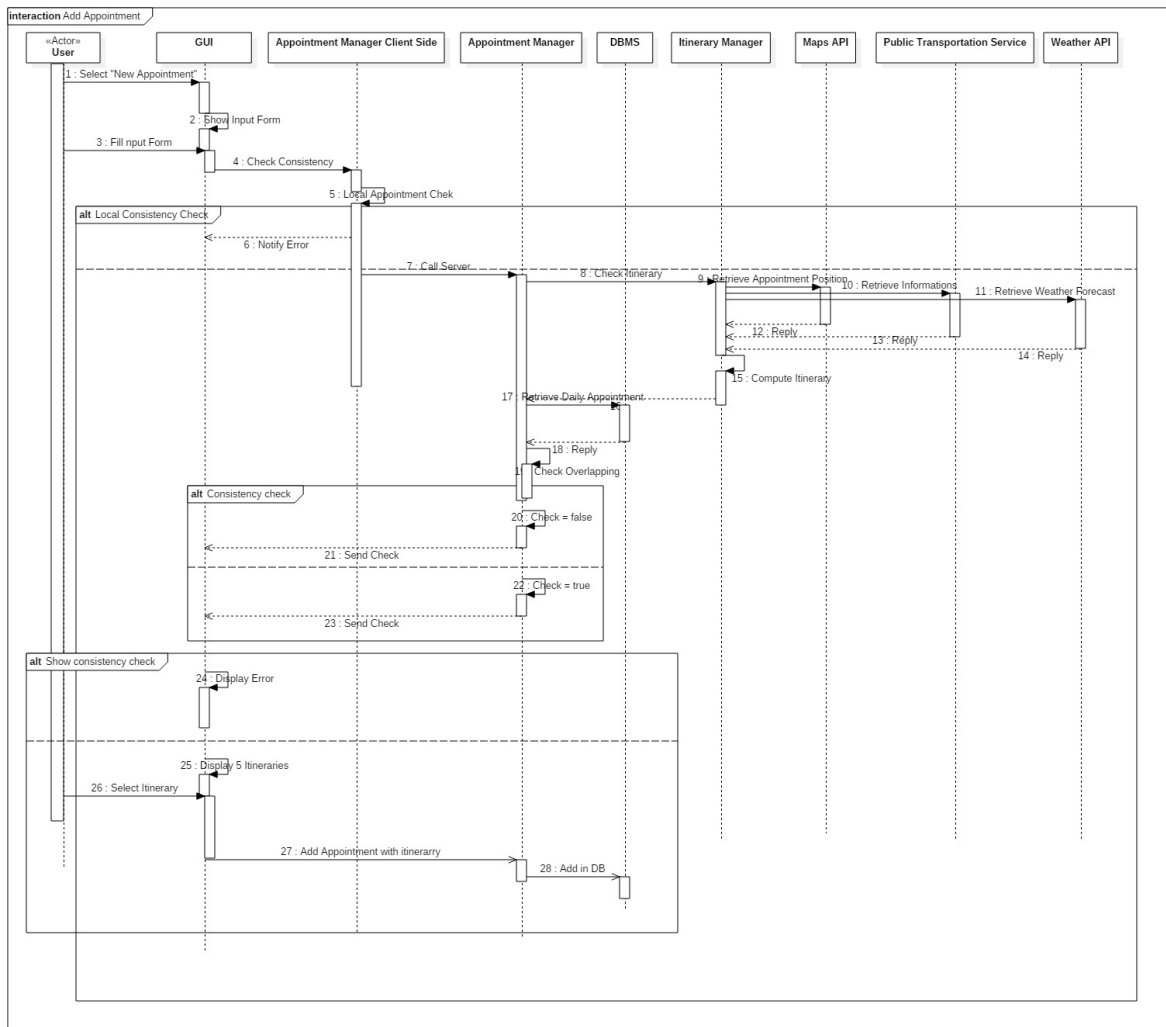 interaction Add Appointment
«Actor»
User
GUI
Appointment Manager Client Side
Appointment Manager
DBMS
Itinerary Manager
Maps API
Public Transportation Service
Weather API
1 : Select "New Appointment"
2 : Show Input Form
3 : Fill nput Form
4 : Check Consistency
5 : Local Appointment Chek
alt Local Consistency Check
6 : Notify Error
7 : Call Server
8 : Check Itinerary
9 : Retrieve Appointment Position
10 : Retrieve Informations
11 : Retrieve Weather Forecast
12 : Reply
13 : Reply
14 : Reply
15 : Compute Itinerary
17 : Retrieve Daily Appointment
18 : Reply
19 : Check Overlapping
alt Consistency check
20 : Check = false
21 : Send Check
22 : Check = true
23 : Send Check
alt Show consistency check
24 : Display Error
25 : Display 5 Itineraries
26 : Select Itinerary
27 : Add Appointment with itinerarry
28 : Add in DB